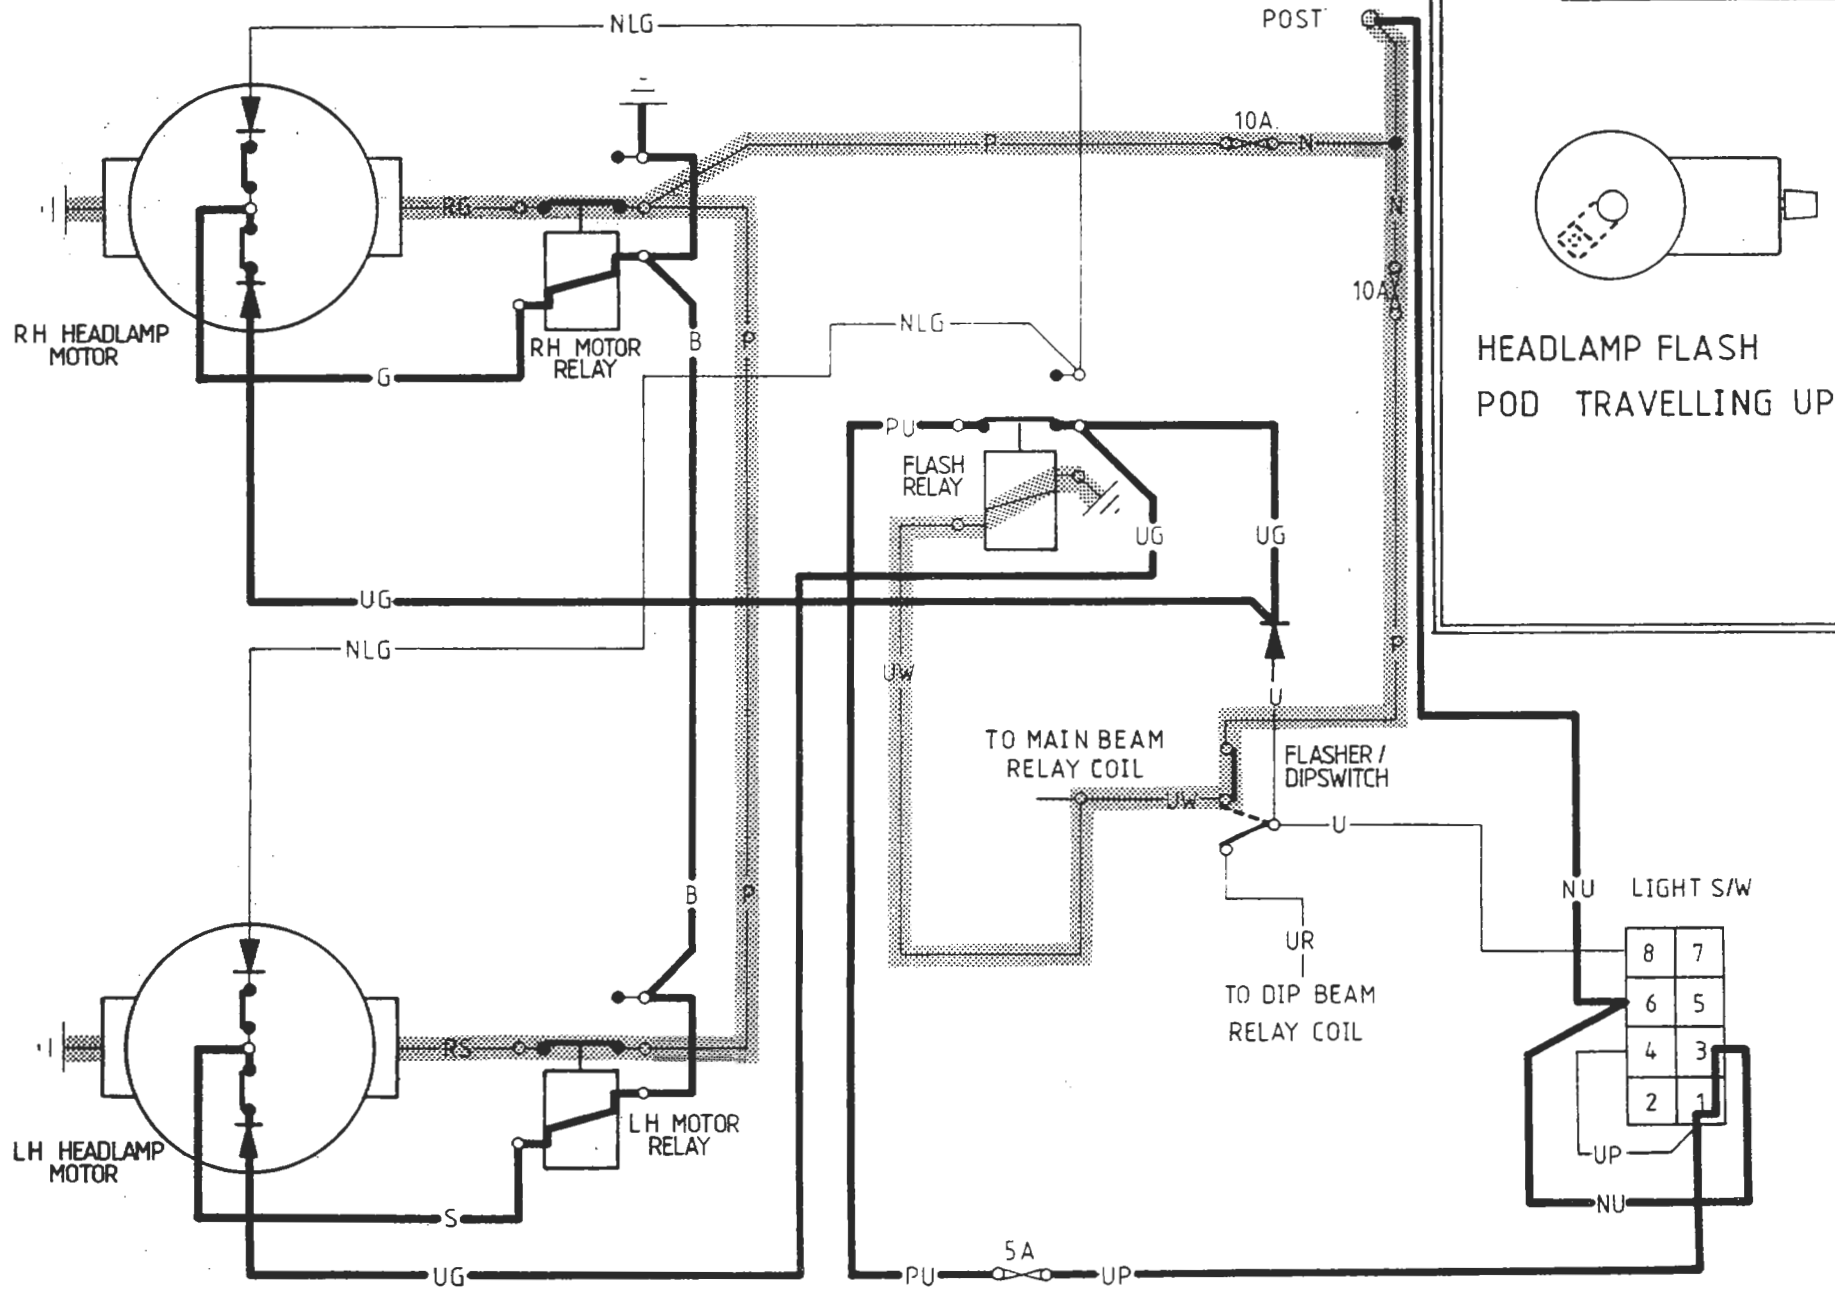 NLG
POST
10A.
P
N
RG
N
10A
RH HEADLAMP
MOTOR
RH MOTOR
RELAY
B
P
NLG
G
HEADLAMP FLASH
POD TRAVELLING UP
PU
FLASH
RELAY
UG
UG
UG
NLG
UW
P
U
TO MAIN BEAM
RELAY COIL
FLASHER /
DIPSWITCH
UW
U
B
P
NU
LIGHT S/W
UR
8 7
TO DIP BEAM
RELAY COIL
6 5
RS
4 3
2 1
LH MOTOR
RELAY
LH HEADLAMP
MOTOR
UP
NU
S
5A
UG
PU
UP